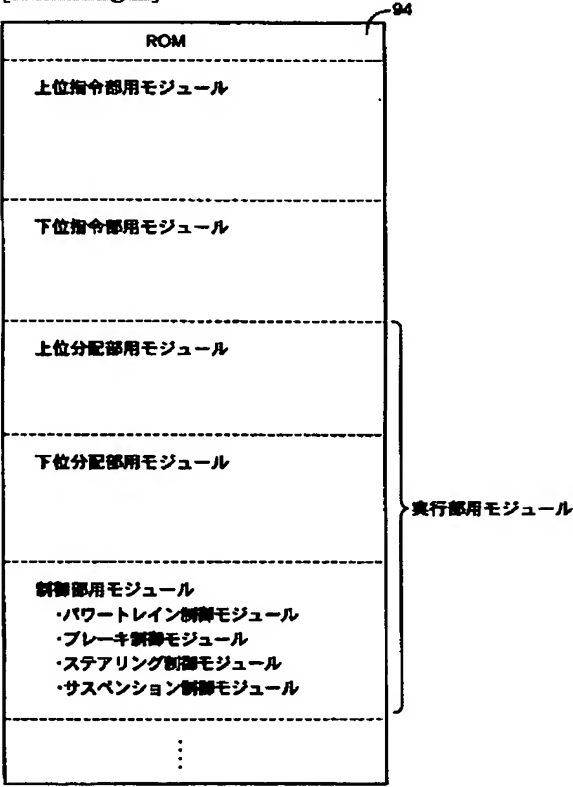 94
ROM
上位指令部用モジュール
下位指令部用モジュール
上位分配部用モジュール
下位分配部用モジュール
実行部用モジュール
制御部用モジュール
・パワートレイン制御モジュール
・ブレーキ制御モジュール
・ステアリング制御モジュール
・サスペンション制御モジュール